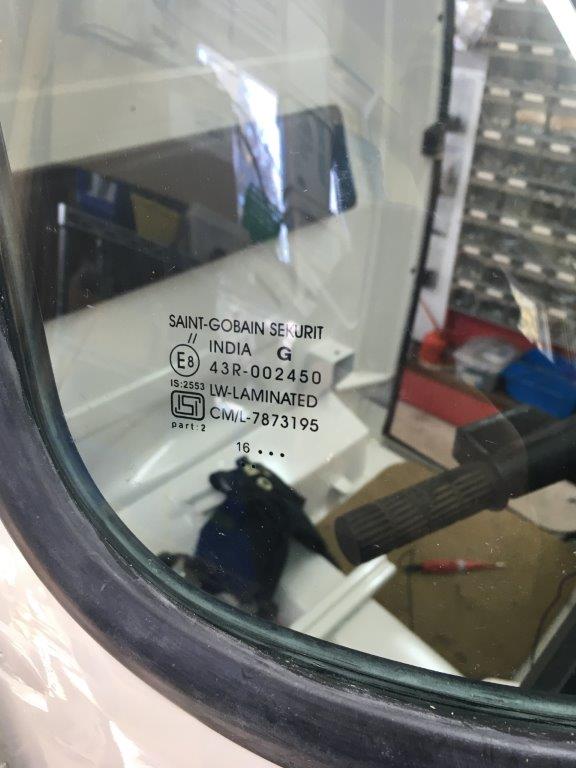 SAINT-GOBAIN SEKURIT
//
INDIA G
E8
43R-002450
IS:2553 LW-LAMINATED
ISI CM/L-7873195
part:2
16 •••